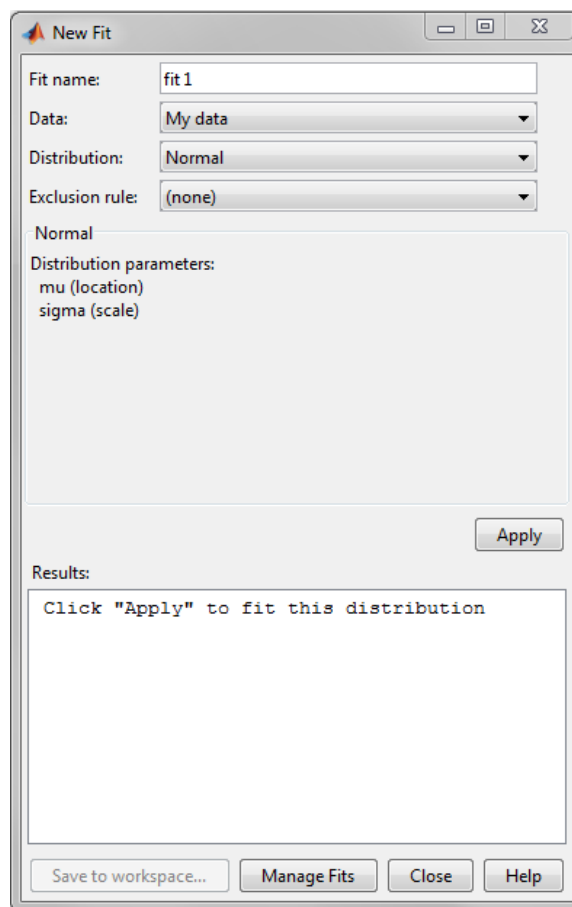 New Fit
Fit name: fit 1
Data: My data
Distribution: Normal
Exclusion rule: (none)
Normal
Distribution parameters:
mu (location)
sigma (scale)
Apply
Results:
Click "Apply" to fit this distribution
Save to workspace... Manage Fits Close Help